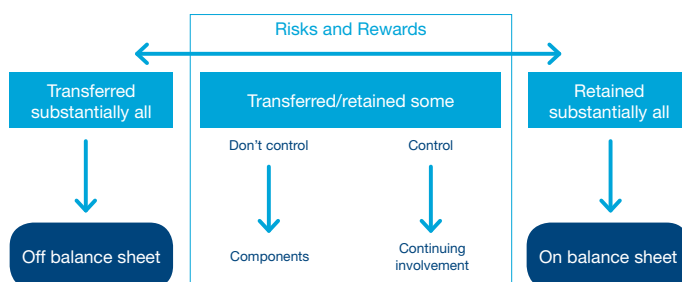 Risks and Rewards
Transferred
substantially all
Transferred/retained some
Retained
substantially all
Don't control
Control
Off balance sheet
Components
Continuing
involvement
On balance sheet